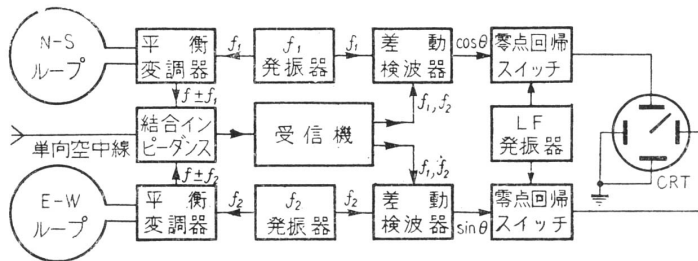 N-S
ループ
平衡
変調器
f₁
f₁
発振器
f₁
差動
検波器
cosθ
零点回帰
スイッチ
f±f₁
f₁,f₂
単向空中線
結合イン
ピーダンス
受信機
LF
発振器
CRT
f±f₂
f₁,f₂
E-W
ループ
平衡
変調器
f₂
f₂
発振器
f₂
差動
検波器
sinθ
零点回帰
スイッチ